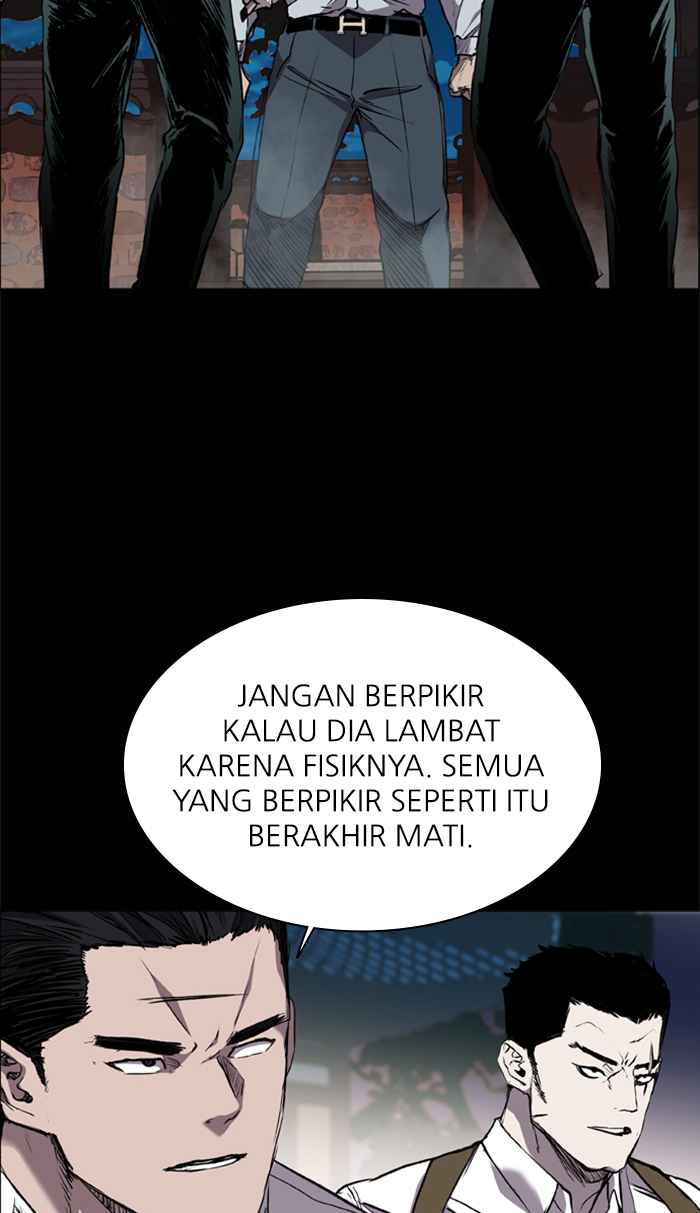 JANGAN BERPIKIR
KALAU DIA LAMBAT
KARENA FISIKNYA. SEMUA
YANG BERPIKIR SEPERTI ITU
BERAKHIR MATI.